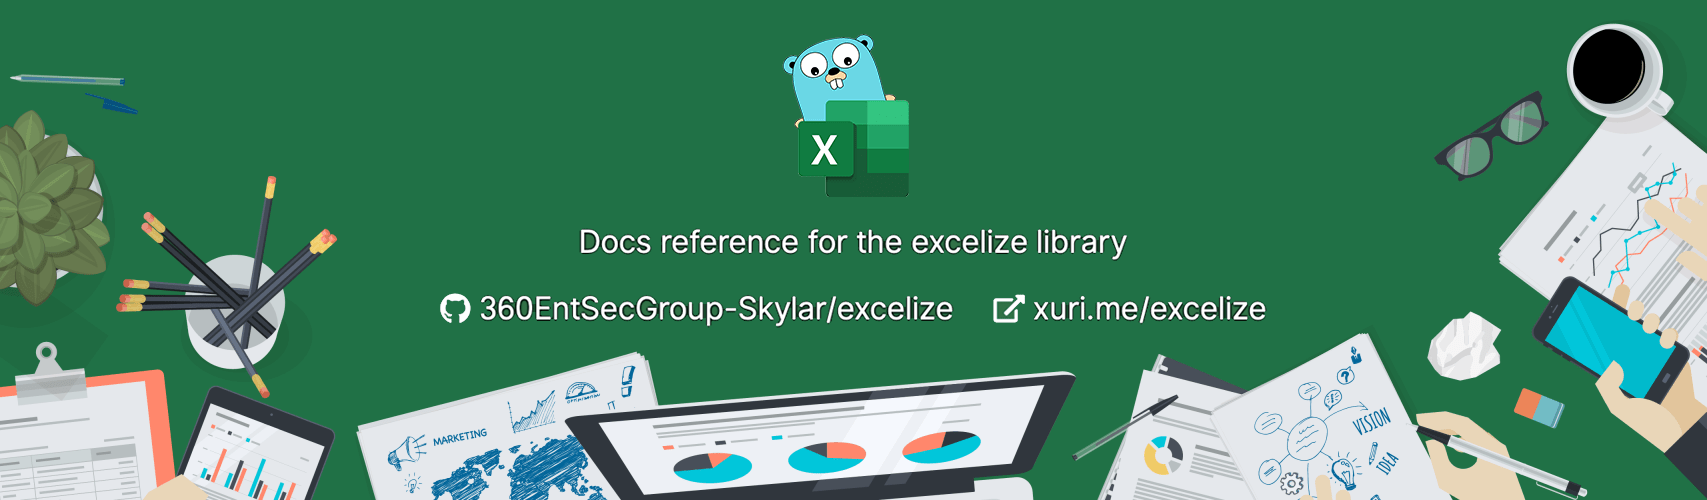 X
Docs reference for the excelize library
360EntSecGroup-Skylar/excelize
xuri.me/excelize
MARKETING
VISION
IDEA